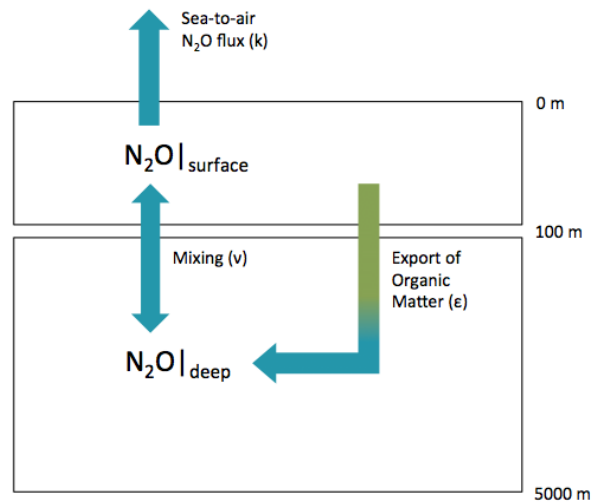 Sea-to-air
N₂O flux (k)
0 m
N₂O|surface
100 m
Mixing (ν)
Export of
Organic
Matter (ε)
N₂O|deep
5000 m